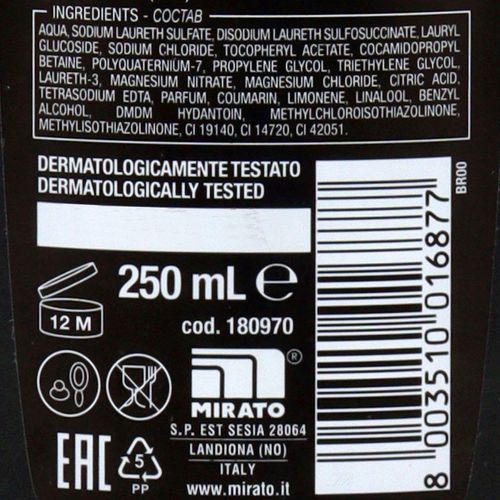 INGREDIENTS - СОСТАВ
AQUA, SODIUM LAURETH SULFATE, DISODIUM LAURETH SULFOSUCCINATE, LAURYL
GLUCOSIDE, SODIUM CHLORIDE, TOCOPHERYL ACETATE, COCAMIDOPROPYL
BETAINE, POLYQUATERNIUM-7, PROPYLENE GLYCOL, TRIETHYLENE GLYCOL,
LAURETH-3, MAGNESIUM NITRATE, MAGNESIUM CHLORIDE, CITRIC ACID,
TETRASODIUM EDTA, PARFUM, COUMARIN, LIMONENE, LINALOOL, BENZYL
ALCOHOL, DMDM HYDANTOIN, METHYLCHLOROISOTHIAZOLINONE,
METHYLISOTHIAZOLINONE, CI 19140, CI 14720, CI 42051.
DERMATOLOGICAMENTE TESTATO
DERMATOLOGICALLY TESTED
BR00
250 mL e
12 M
cod. 180970
8 003510 016877
®
MIRATO
S.P. EST SESIA 28064
LANDIONA (NO)
ITALY
www.mirato.it
EAC
5
PP